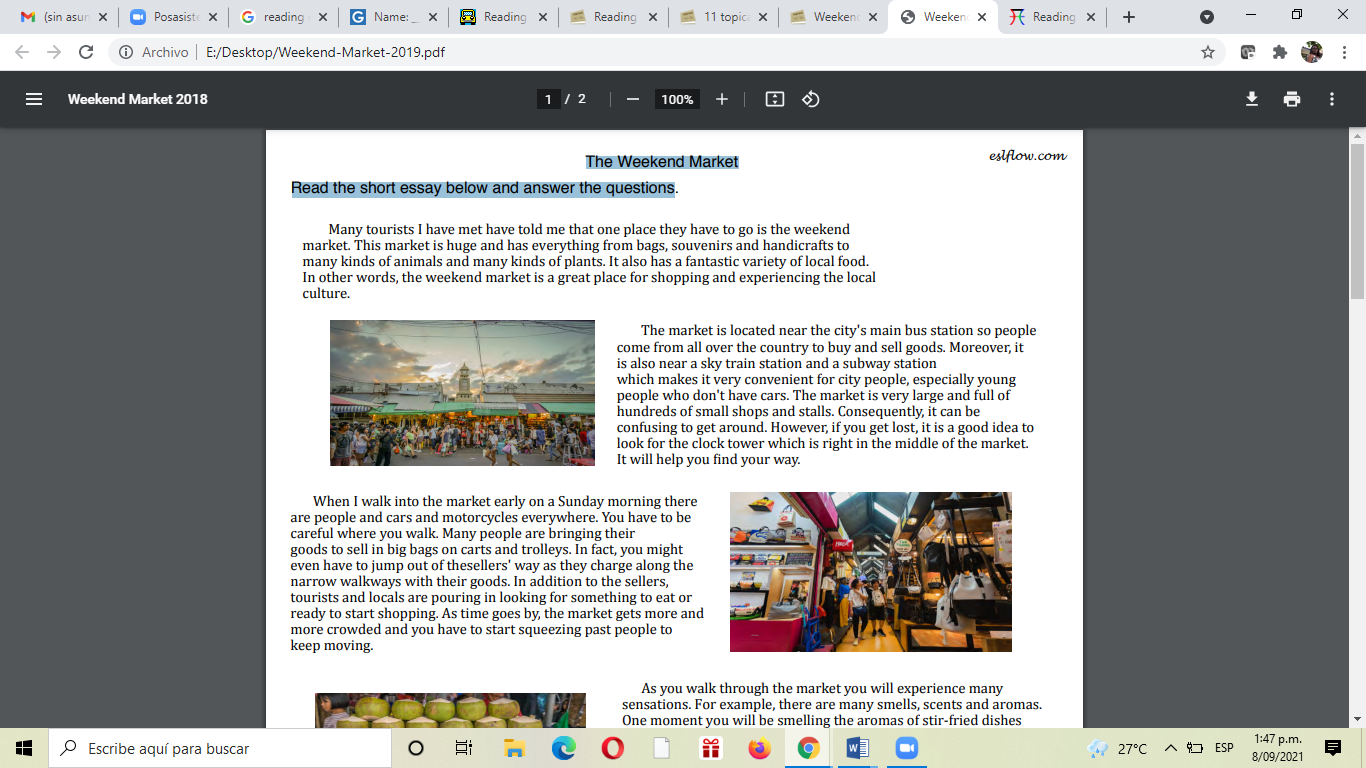 (sin asun
Posasiste
reading
Name: __
Reading
Reading
11 topica
Weekend
Weekend
Reading
Archivo
E:/Desktop/Weekend-Market-2019.pdf
Weekend Market 2018
1 / 2
100%
eslflow.com
The Weekend Market
Read the short essay below and answer the questions.
Many tourists I have met have told me that one place they have to go is the weekend
market. This market is huge and has everything from bags, souvenirs and handicrafts to
many kinds of animals and many kinds of plants. It also has a fantastic variety of local food.
In other words, the weekend market is a great place for shopping and experiencing the local
culture.
The market is located near the city's main bus station so people
come from all over the country to buy and sell goods. Moreover, it
is also near a sky train station and a subway station
which makes it very convenient for city people, especially young
people who don't have cars. The market is very large and full of
hundreds of small shops and stalls. Consequently, it can be
confusing to get around. However, if you get lost, it is a good idea to
look for the clock tower which is right in the middle of the market.
It will help you find your way.
When I walk into the market early on a Sunday morning there
are people and cars and motorcycles everywhere. You have to be
careful where you walk. Many people are bringing their
goods to sell in big bags on carts and trolleys. In fact, you might
even have to jump out of thesellers' way as they charge along the
narrow walkways with their goods. In addition to the sellers,
tourists and locals are pouring in looking for something to eat or
ready to start shopping. As time goes by, the market gets more and
more crowded and you have to start squeezing past people to
keep moving.
As you walk through the market you will experience many
sensations. For example, there are many smells, scents and aromas.
One moment you will be smelling the aromas of stir-fried dishes
Escribe aquí para buscar
27°C
ESP
1:47 p.m.
8/09/2021